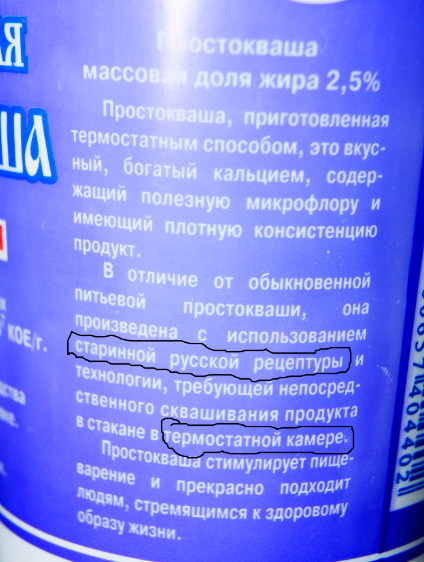 Простокваша
массовая доля жира 2,5%
Простокваша, приготовленная
термостатным способом, это вкус-
ный, богатый кальцием, содер-
жащий полезную микрофлору и
имеющий плотную консистенцию
продукт.
В отличие от обыкновенной
питьевой простокваши, она
произведена с использованием
старинной русской рецептуры и
технологии, требующей непосред-
ственного сквашивания продукта
в стакане в термостатной камере.
Простокваша стимулирует пище-
варение и прекрасно подходит
людям, стремящимся к здоровому
образу жизни.
КОЕ/г.